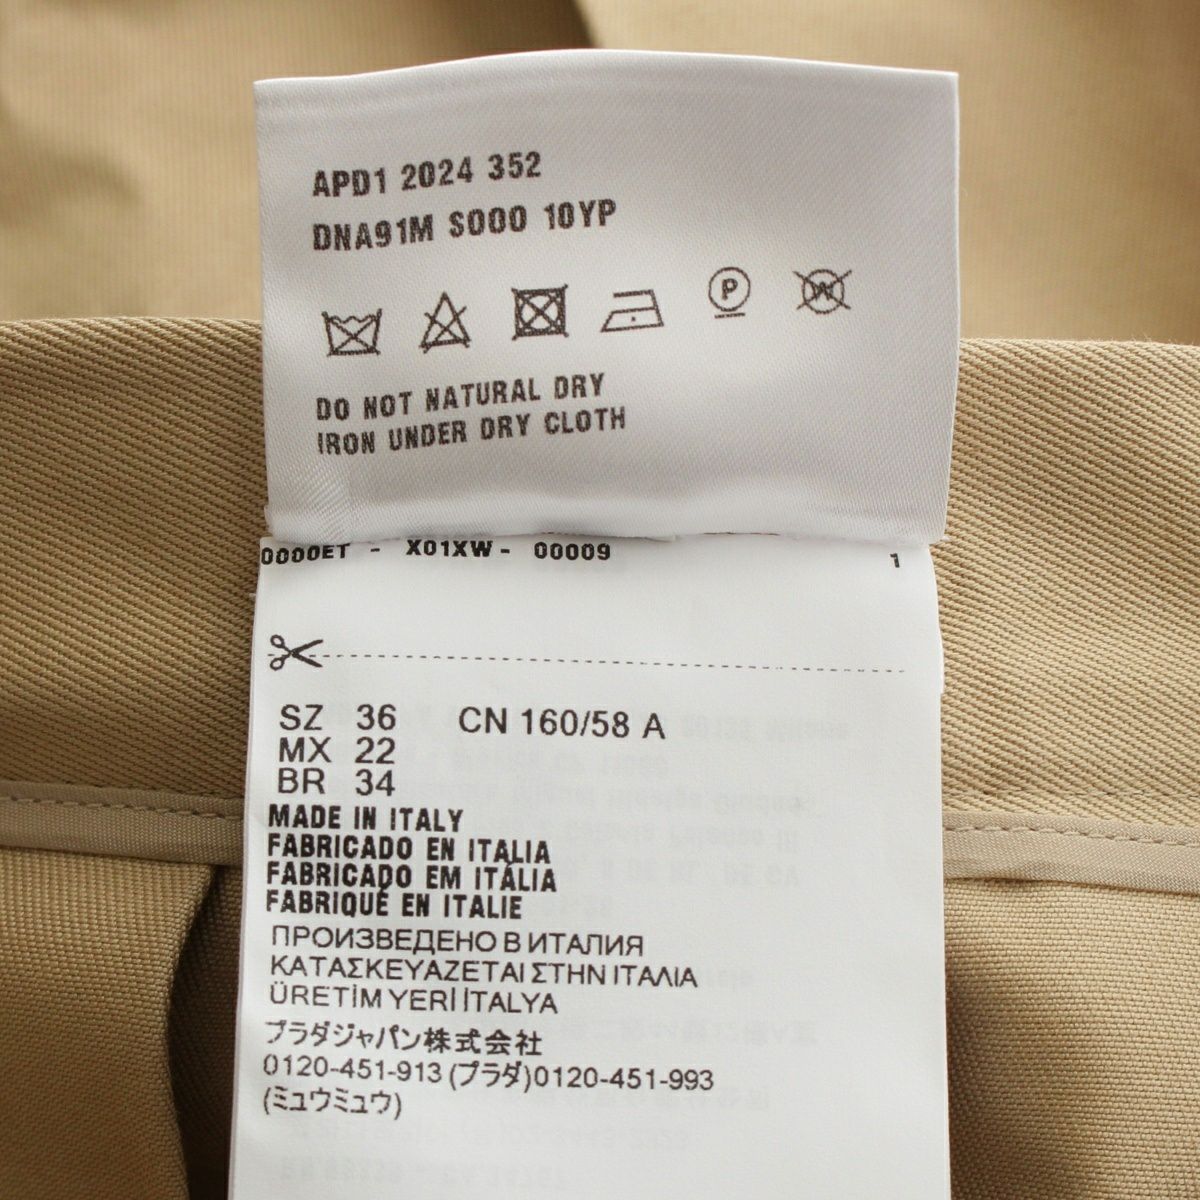 APD1 2024 352
DNA91M S000 10YP
P W
DO NOT NATURAL DRY
IRON UNDER DRY CLOTH
0000ET - X01XW - 00009 1
SZ 36 CN 160/58 A
MX 22
BR 34
MADE IN ITALY
FABRICADO EN ITALIA
FABRICADO EM ITÁLIA
FABRIQUÉ EN ITALIE
ПРОИЗВЕДЕНО В ИТАЛИЯ
ΚΑΤΑΣΚΕΥΑΖΕΤΑΙ ΣΤΗΝ ΙΤΑΛΙΑ
ÜRETİM YERİ İTALYA
プラダジャパン株式会社
0120-451-913 (プラダ)0120-451-993
(ミュウミュウ)